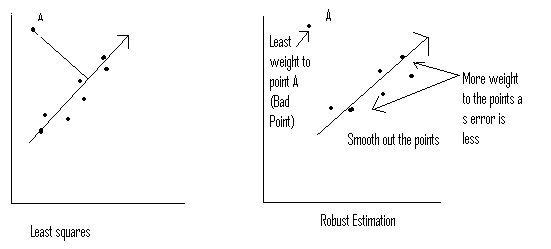 A
Least squares
A
Least
weight to
point A
(Bad
Point)
More weight
to the points a
s error is
less
Smooth out the points
Robust Estimation